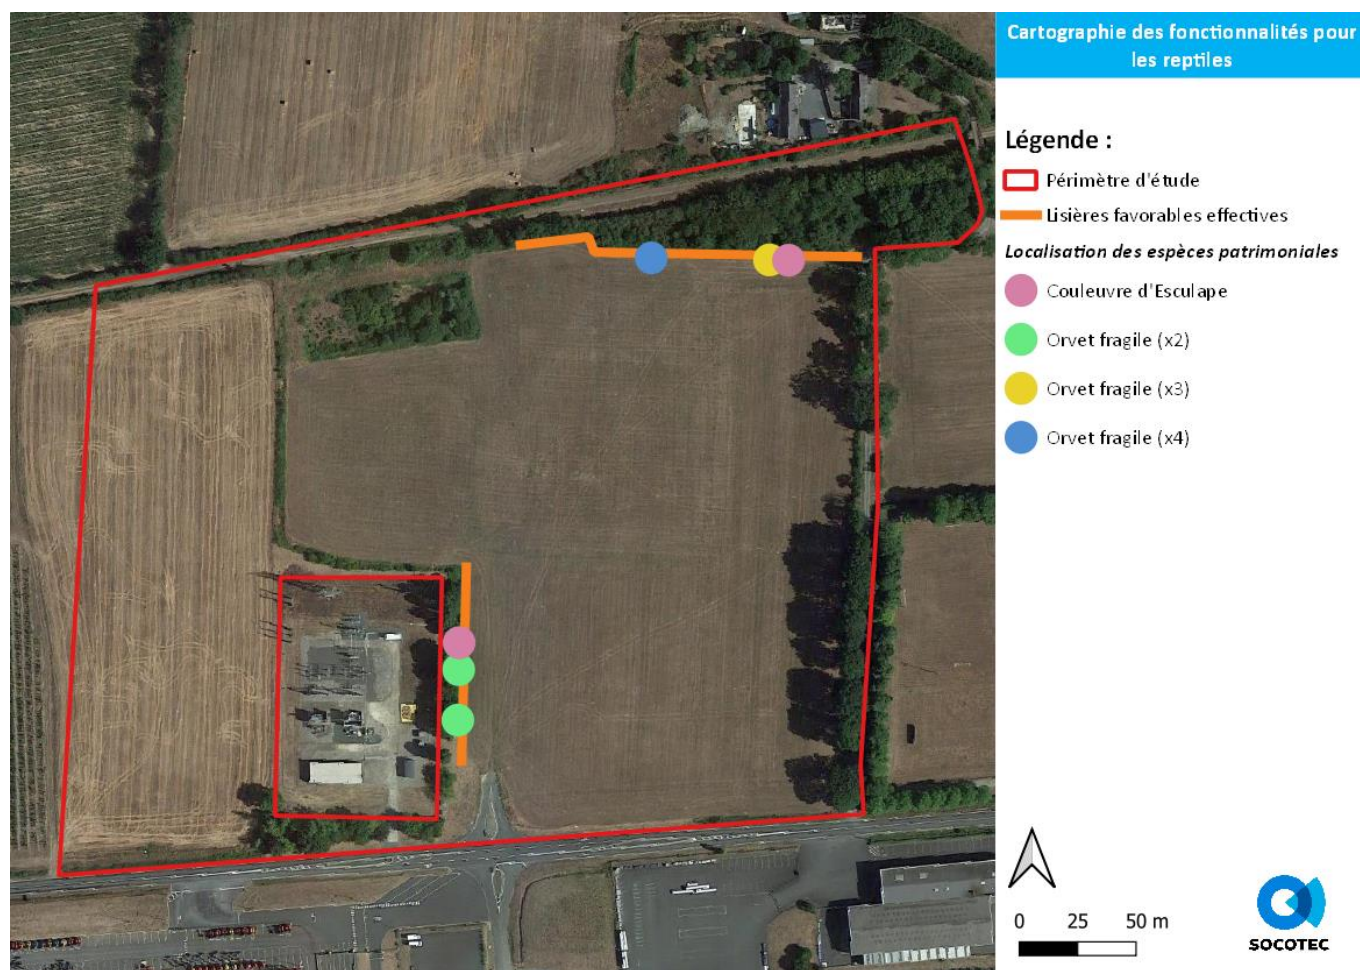 Cartographie des fonctionnalités pour
les reptiles
Légende :
Périmètre d'étude
Lisières favorables effectives
Localisation des espèces patrimoniales
Couleuvre d'Esculape
Orvet fragile (x2)
Orvet fragile (x3)
Orvet fragile (x4)
0 25 50 m
SOCOTEC